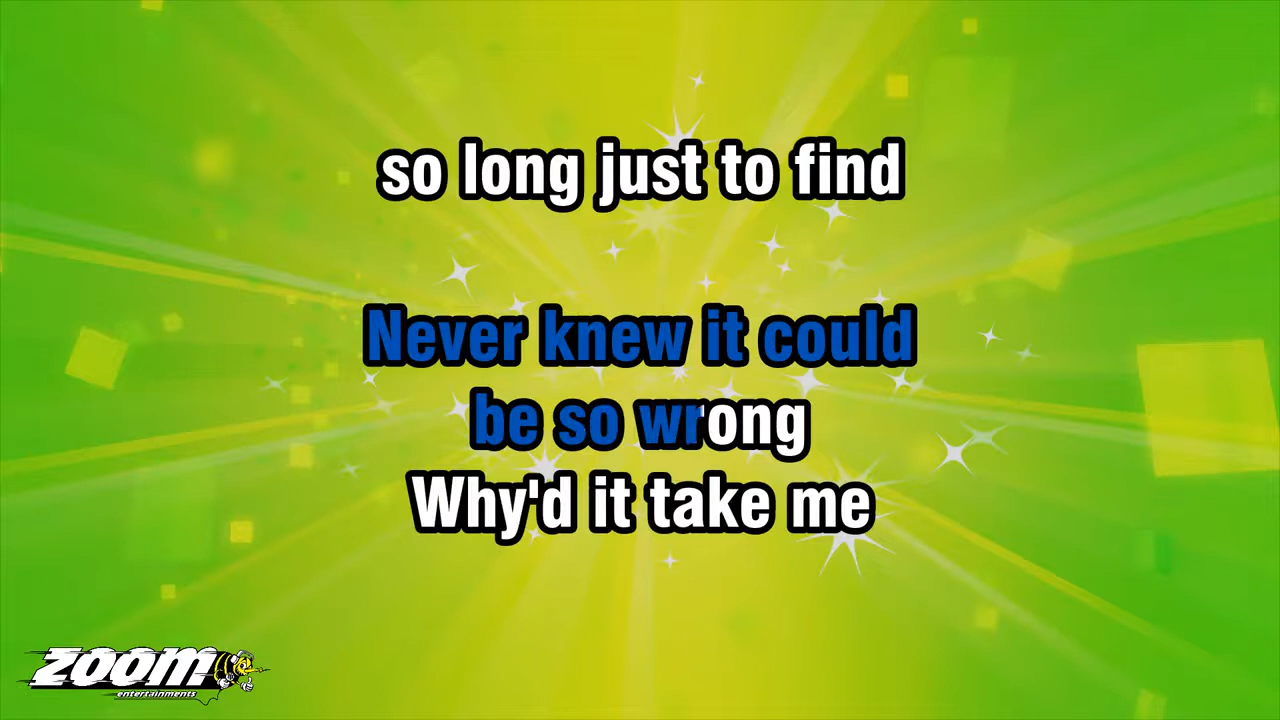 so long just to find
Never knew it could
be so wrong
Why'd it take me
zoom
entertainments